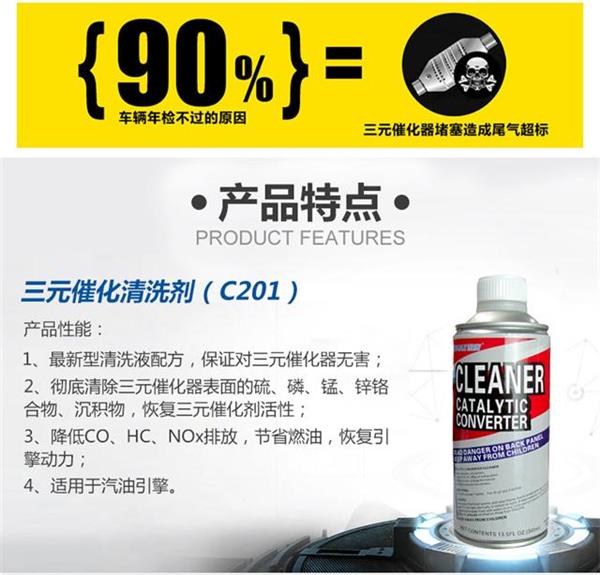 {90%}=
车辆年检不过的原因
三元催化器堵塞造成尾气超标
• 产品特点 •
PRODUCT FEATURES
三元催化清洗剂（C201）
产品性能：
1、最新型清洗液配方，保证对三元催化器无害；
2、彻底清除三元催化器表面的硫、磷、锰、锌铬
合物、沉积物，恢复三元催化剂活性；
3、降低CO、HC、NOx排放，节省燃油，恢复引
擎动力；
4、适用于汽油引擎。
CLEANER
CATALYTIC
CONVERTER
READ DANGER ON BACK PANEL
KEEP AWAY FROM CHILDREN